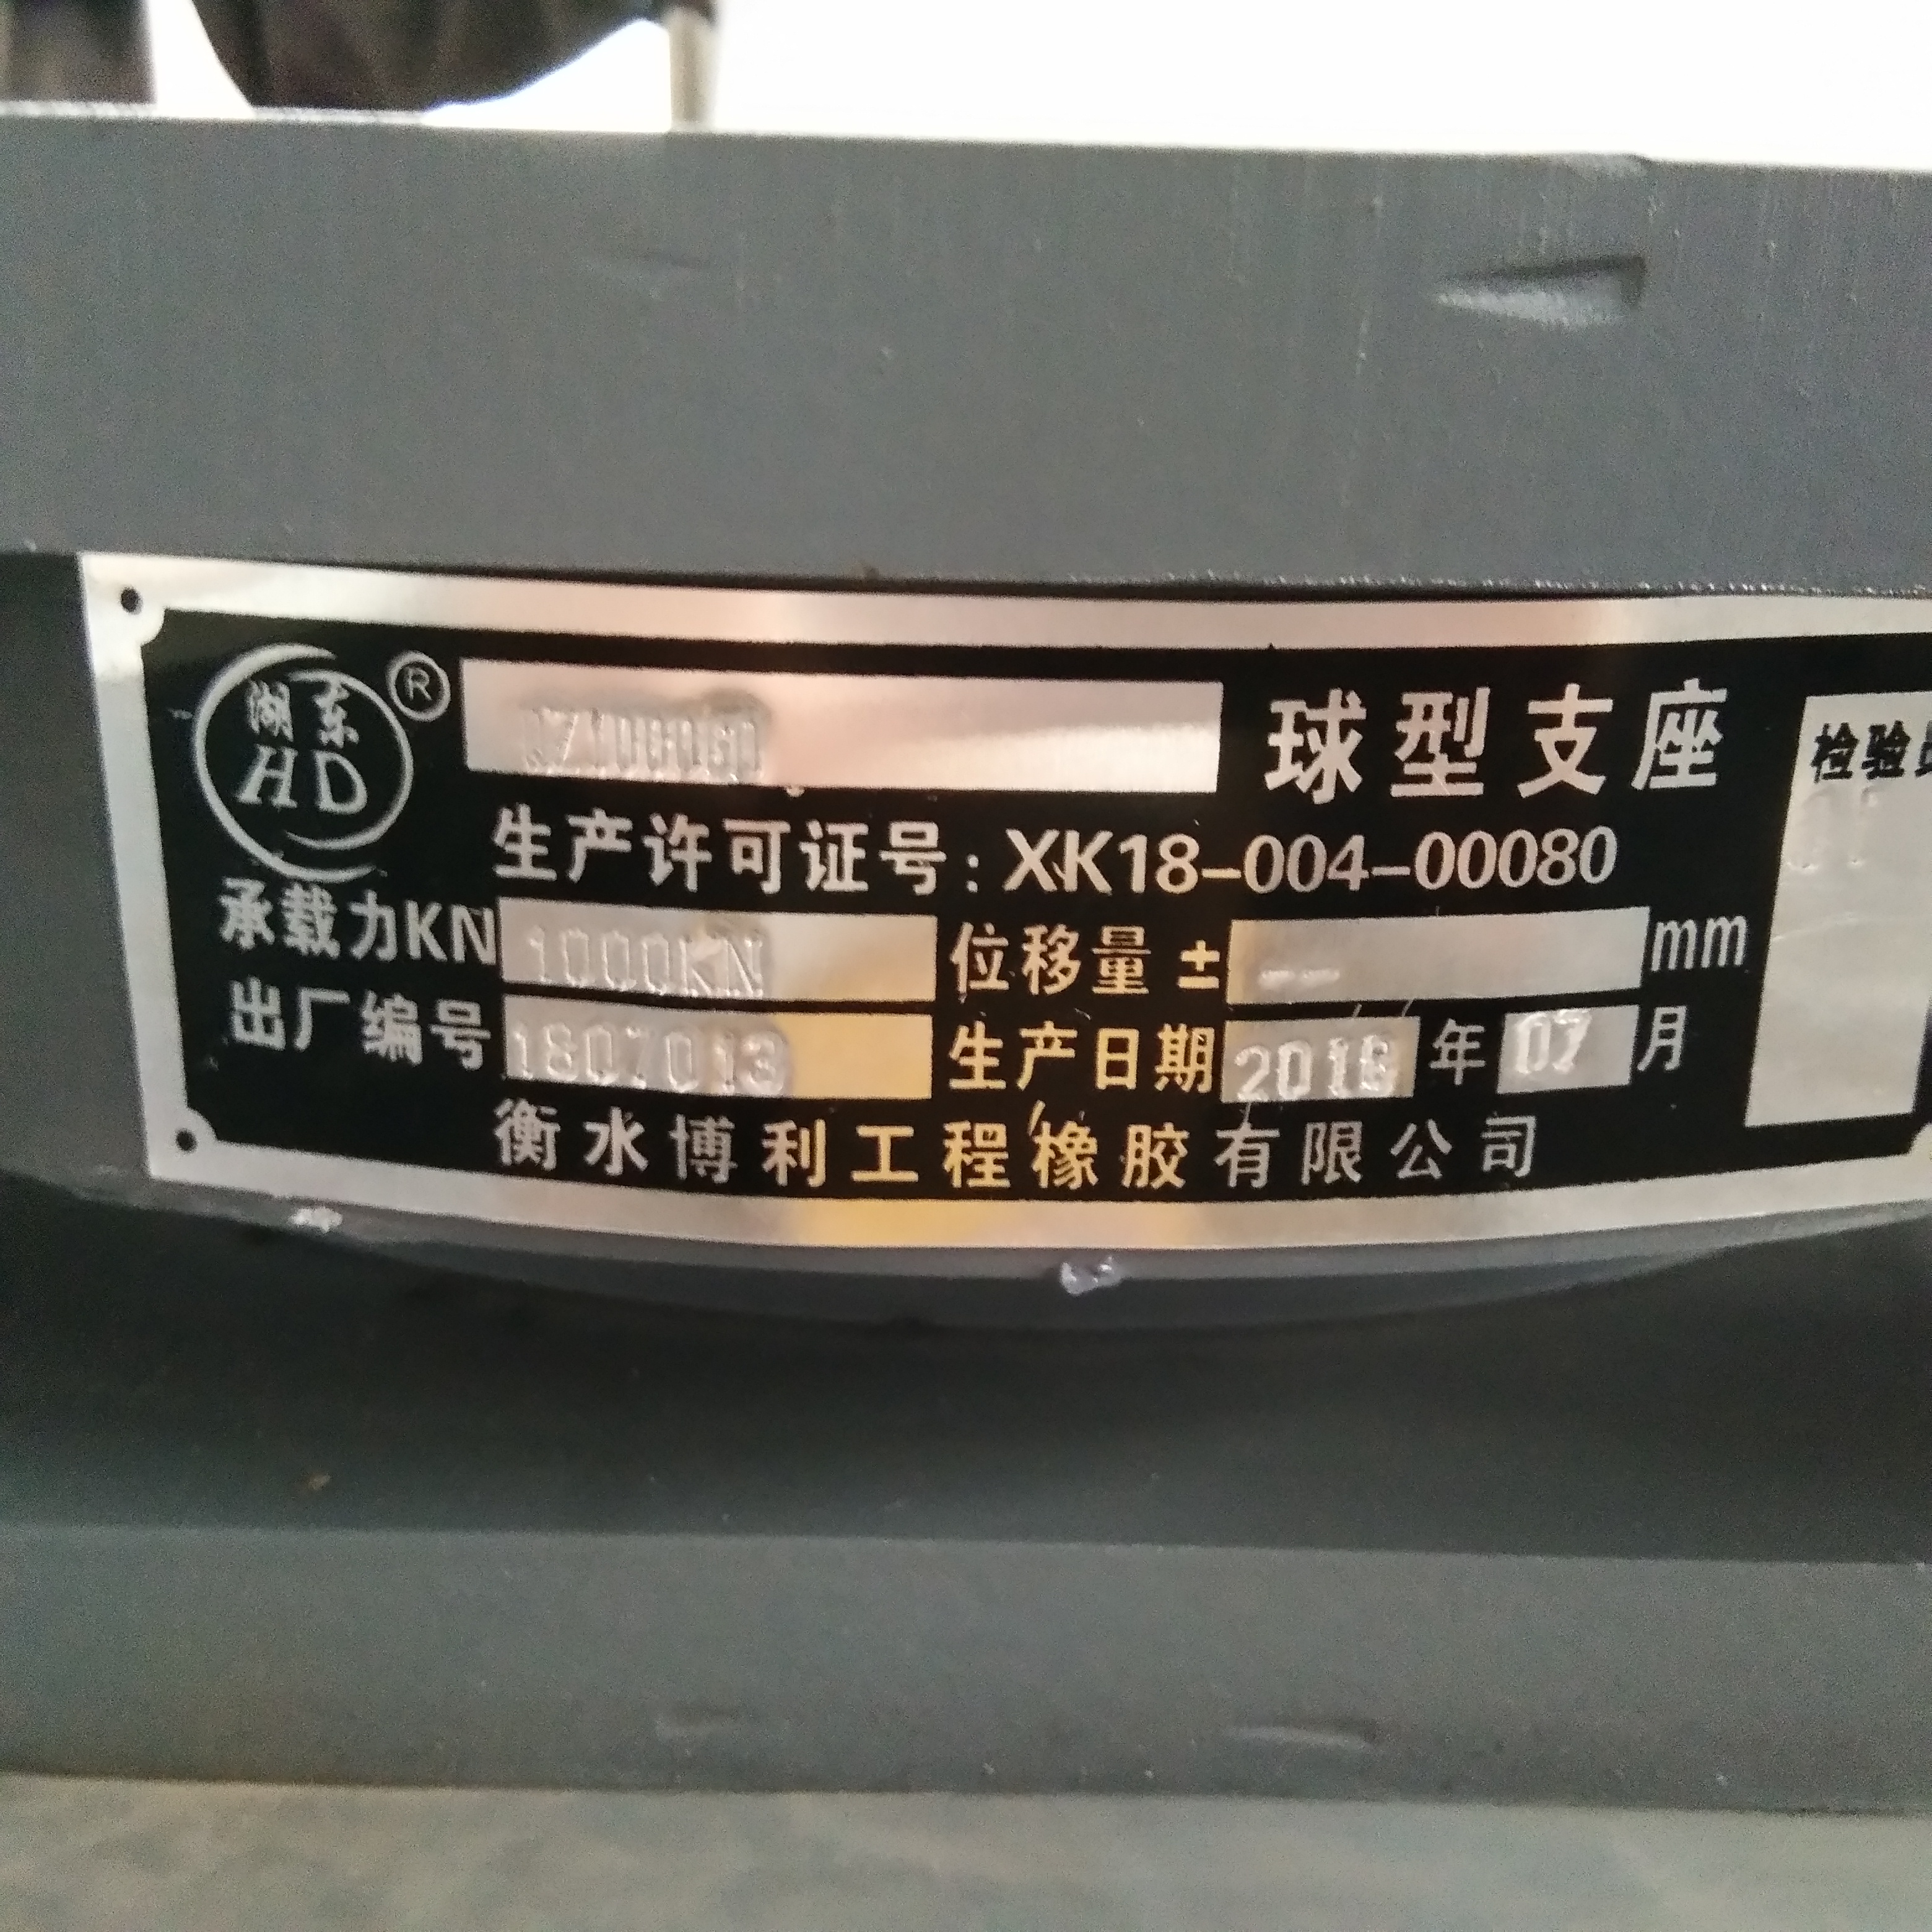 湖东
HD
®
球型支座
生产许可证号：XK18-004-00080
承载力KN 1000KN 位移量 ± -- mm
出厂编号 1807013 生产日期 2018 年 07 月
衡水博利工程橡胶有限公司
检验